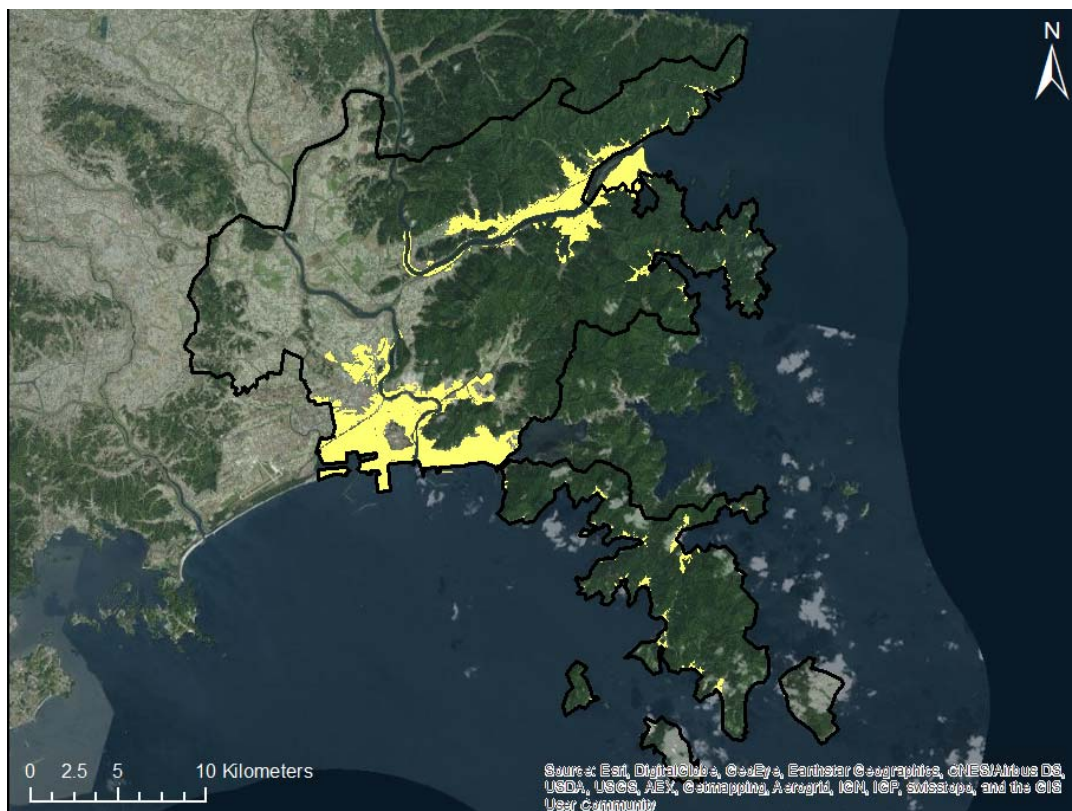 N
0 2.5 5 10 Kilometers
Source: Esri, DigitalGlobe, GeoEye, Earthstar Geographics, CNES/Airbus DS,
USDA, USGS, AEX, Getmapping, Aerogrid, IGN, IGP, swisstopo, and the GIS
User Community